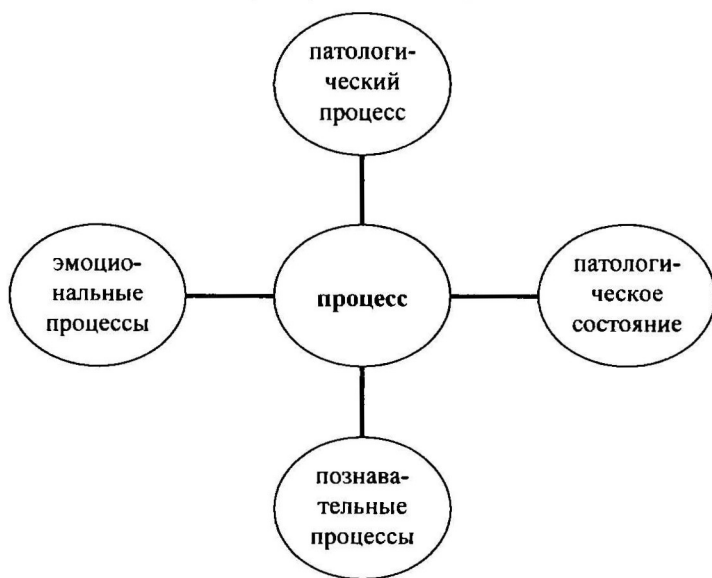 патологи-
ческий
процесс
эмоцио-
нальные
процессы
процесс
патологи-
ческое
состояние
познава-
тельные
процессы